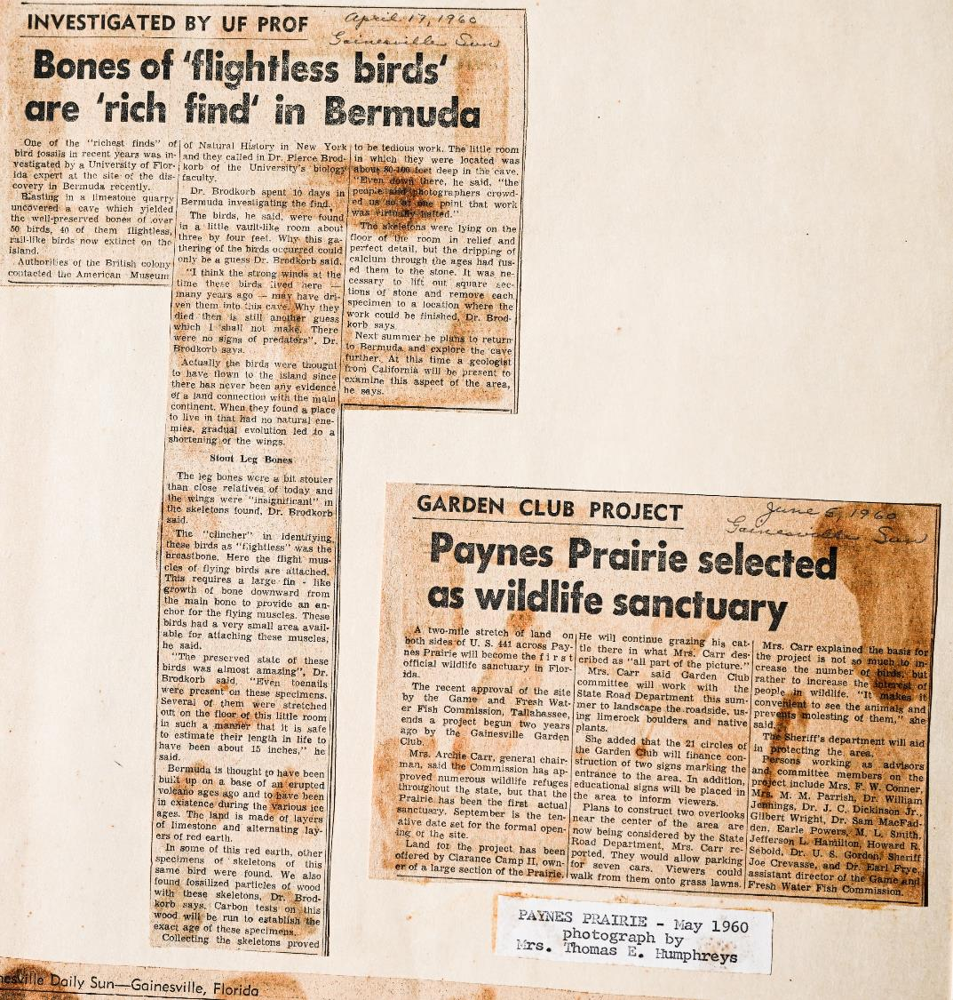 INVESTIGATED BY UF PROF
April 17, 1960
Gainesville Sun
Bones of 'flightless birds'
are 'rich find' in Bermuda
One of the "richest finds" of
bird fossils in recent years was in-
vestigated by a University of Flor-
ida expert at the site of the dis-
covery in Bermuda recently.
Blasting in a limestone quarry
uncovered a cave which yielded
the well-preserved bones of over
50 birds, 40 of them flightless,
rail-like birds now extinct on the
island.
Authorities of the British colony
contacted the American Museum
of Natural History in New York
and they called in Dr. Pierce Brod-
korb of the University's biology
faculty.
Dr. Brodkorb spent 10 days in
Bermuda investigating the find.
The birds, he said, were found
in a little vault-like room about
three by four feet. Why this ga-
thering of the birds occurred could
only be a guess Dr. Brodkorb said.
"I think the strong winds at the
time these birds lived here —
many years ago — may have dri-
ven them into this cave. Why they
died then is still another guess
which I shall not make. There
were no signs of predators", Dr.
Brodkorb says.
Actually the birds were thought
to have flown to the island since
there has never been any evidence
of a land connection with the main
continent. When they found a place
to live in that had no natural ene-
mies, gradual evolution led to a
shortening of the wings.
Stout Leg Bones
The leg bones were a bit stouter
than close relatives of today and
the wings were "insignificant" in
the skeletons found, Dr. Brodkorb
said.
The "clincher" in identifying
these birds as "flightless" was the
breastbone. Here the flight mus-
cles of flying birds are attached.
This requires a large fin - like
growth of bone downward from
the main bone to provide an an-
chor for the flying muscles. These
birds had a very small area avail-
able for attaching these muscles,
he said.
"The preserved state of these
birds was almost amazing", Dr.
Brodkorb said. "Even toenails
were present on these specimens.
Several of them were stretched
out on the floor of this little room
in such a manner that it is safe
to estimate their length in life to
have been about 15 inches," he
said.
Bermuda is thought to have been
built up on a base of an erupted
volcano ages ago and to have been
in existence during the various ice
ages. The land is made of layers
of limestone and alternating lay-
ers of red earth.
In some of this red earth, other
specimens of skeletons of this
same bird were found. We also
found fossilized particles of wood
with these skeletons, Dr. Brod-
korb says. Carbon tests on this
wood will be run to establish the
exact age of these specimens.
Collecting the skeletons proved
to be tedious work. The little room
in which they were located was
about 80-100 feet deep in the cave.
"Even down there, he said, "the
people and photographers crowd-
ed us so at one point that work
was virtually halted."
The skeletons were lying on the
floor of the room in relief and
perfect detail, but the dripping of
calcium through the ages had fus-
ed them to the stone. It was ne-
cessary to lift out square sec-
tions of stone and remove each
specimen to a location where the
work could be finished, Dr. Brod-
korb says.
Next summer he plans to return
to Bermuda and explore the cave
further. At this time a geologist
from California will be present to
examine this aspect of the area,
he says.
GARDEN CLUB PROJECT
June 5, 1960
Gainesville Sun
Paynes Prairie selected
as wildlife sanctuary
A two-mile stretch of land on
both sides of U. S. 441 across Pay-
nes Prairie will become the first
official wildlife sanctuary in Flor-
ida.
The recent approval of the site
by the Game and Fresh Wat-
er Fish Commission, Tallahassee,
ends a project begun two years
ago by the Gainesville Garden
Club.
Mrs. Archie Carr, general chair-
man, said the Commission has ap-
proved numerous wildlife refuges
throughout the state, but that the
Prairie has been the first actual
sanctuary. September is the ten-
ative date set for the formal open-
ing of the site.
Land for the project has been
offered by Clarance Camp II, own-
er of a large section of the Prairie.
He will continue grazing his cat-
tle there in what Mrs. Carr des-
cribed as "all part of the picture."
Mrs. Carr said Garden Club
committee will work with the
State Road Department this sum-
mer to landscape the roadside, us-
ing limerock boulders and native
plants.
She added that the 21 circles of
the Garden Club will finance con-
struction of two signs marking the
entrance to the area. In addition,
educational signs will be placed in
the area to inform viewers.
Plans to construct two overlooks
near the center of the area are
now being considered by the State
Road Department, Mrs. Carr re-
ported. They would allow parking
for seven cars. Viewers could
walk from them onto grass lawns.
Mrs. Carr explained the basis for
the project is not so much to in-
crease the number of birds, but
rather to increase the interest of
people in wildlife. "It makes it
convenient to see the animals and
prevents molesting of them," she
said.
The Sheriff's department will aid
in protecting the area.
Persons working as advisors
and committee members on the
project include Mrs. F. W. Conner,
Mrs. M. M. Parrish, Dr. William
Jennings, Dr. J. C. Dickinson Jr.,
Gilbert Wright, Dr. Sam MacFad-
den, Earle Powers, M. L. Smith,
Jefferson L. Hamilton, Howard R.
Sebold, Dr. U. S. Gordon, Sheriff
Joe Crevasse, and Dr. Earl Frye,
assistant director of the Game and
Fresh Water Fish Commission.
PAYNES PRAIRIE - May 1960
photograph by
Mrs. Thomas E. Humphreys
nesville Daily Sun—Gainesville, Florida